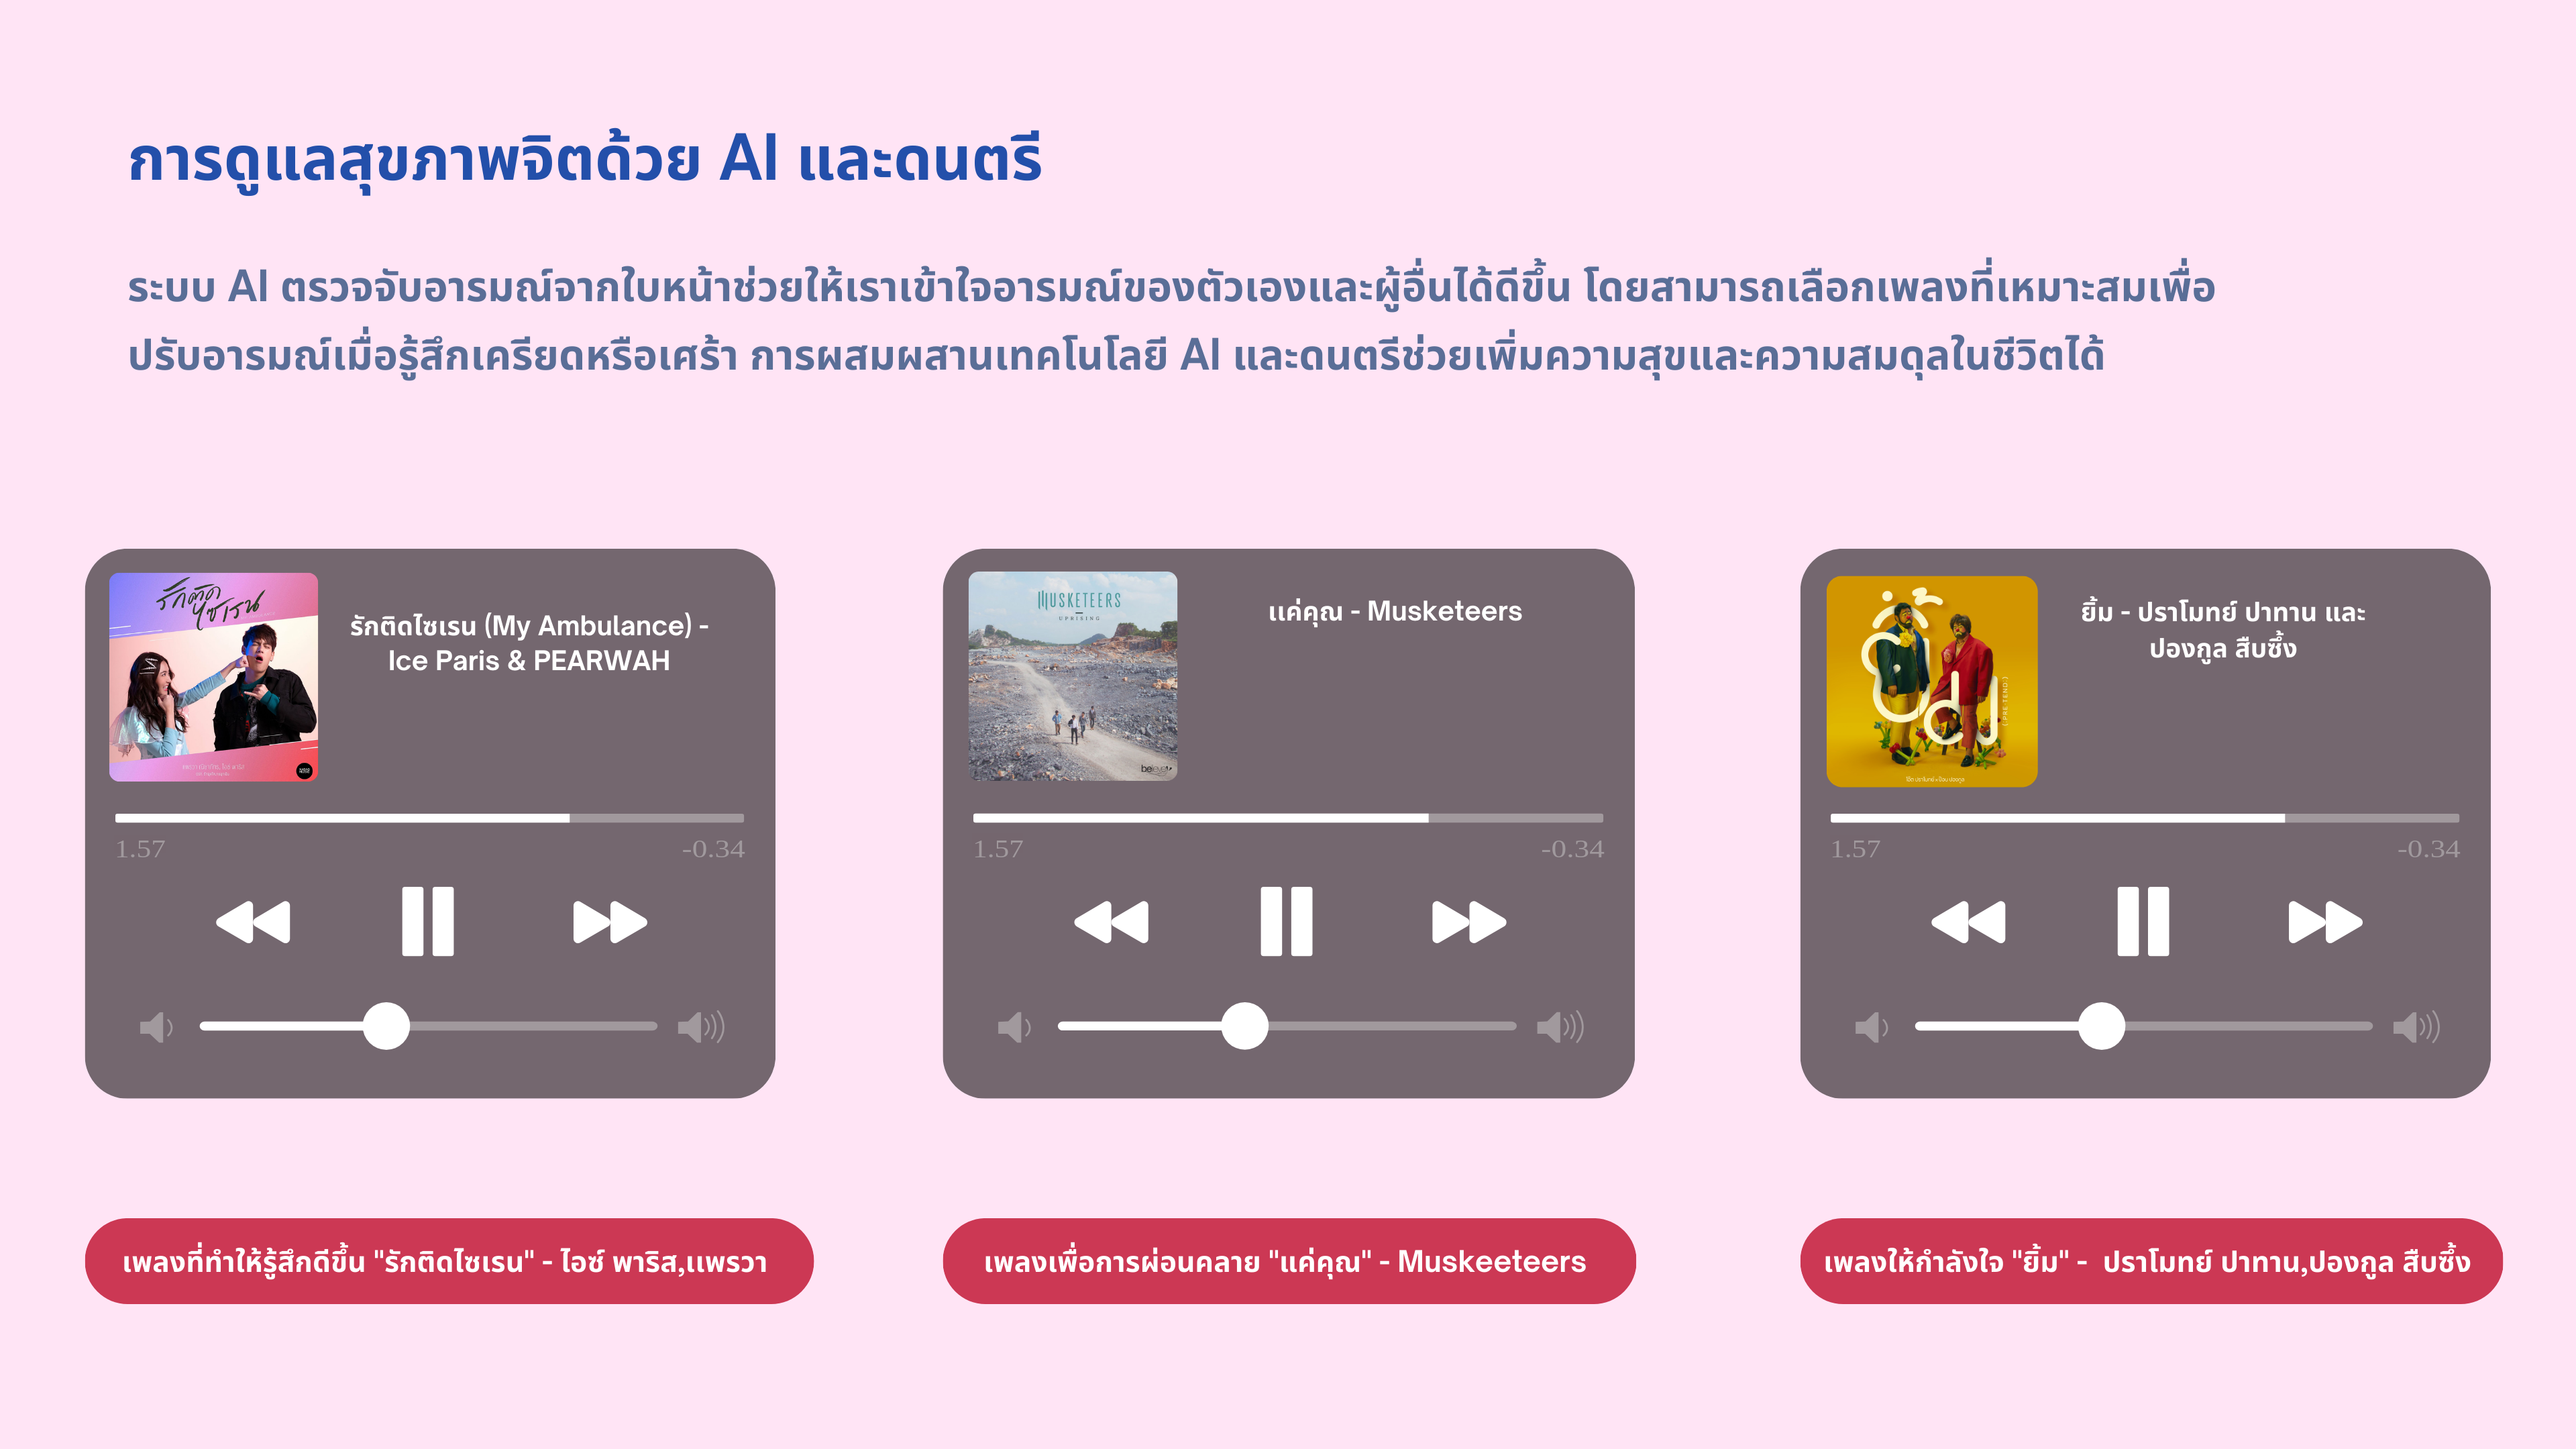 การดูแลสุขภาพจิตด้วย AI และดนตรี
ระบบ AI ตรวจจับอารมณ์จากใบหน้าช่วยให้เราเข้าใจอารมณ์ของตัวเองและผู้อื่นได้ดีขึ้น โดยสามารถเลือกเพลงที่เหมาะสมเพื่อ
ปรับอารมณ์เมื่อรู้สึกเครียดหรือเศร้า การผสมผสานเทคโนโลยี AI และดนตรีช่วยเพิ่มความสุขและความสมดุลในชีวิตได้
รักติดไซเรน
รักติดไซเรน (My Ambulance) -
Ice Paris & PEARWAH
1.57
-0.34
MUSKETEERS
UPRISING
แค่คุณ - Musketeers
1.57
-0.34
ยิ้ม
(PRE-TEND:)
ยิ้ม - ปราโมทย์ ปาทาน และ
ปองกูล สืบซึ้ง
1.57
-0.34
เพลงที่ทำให้รู้สึกดีขึ้น "รักติดไซเรน" - ไอซ์ พาริส,แพรวา
เพลงเพื่อการผ่อนคลาย "แค่คุณ" - Muskeeteers
เพลงให้กำลังใจ "ยิ้ม" - ปราโมทย์ ปาทาน,ปองกูล สืบซึ้ง